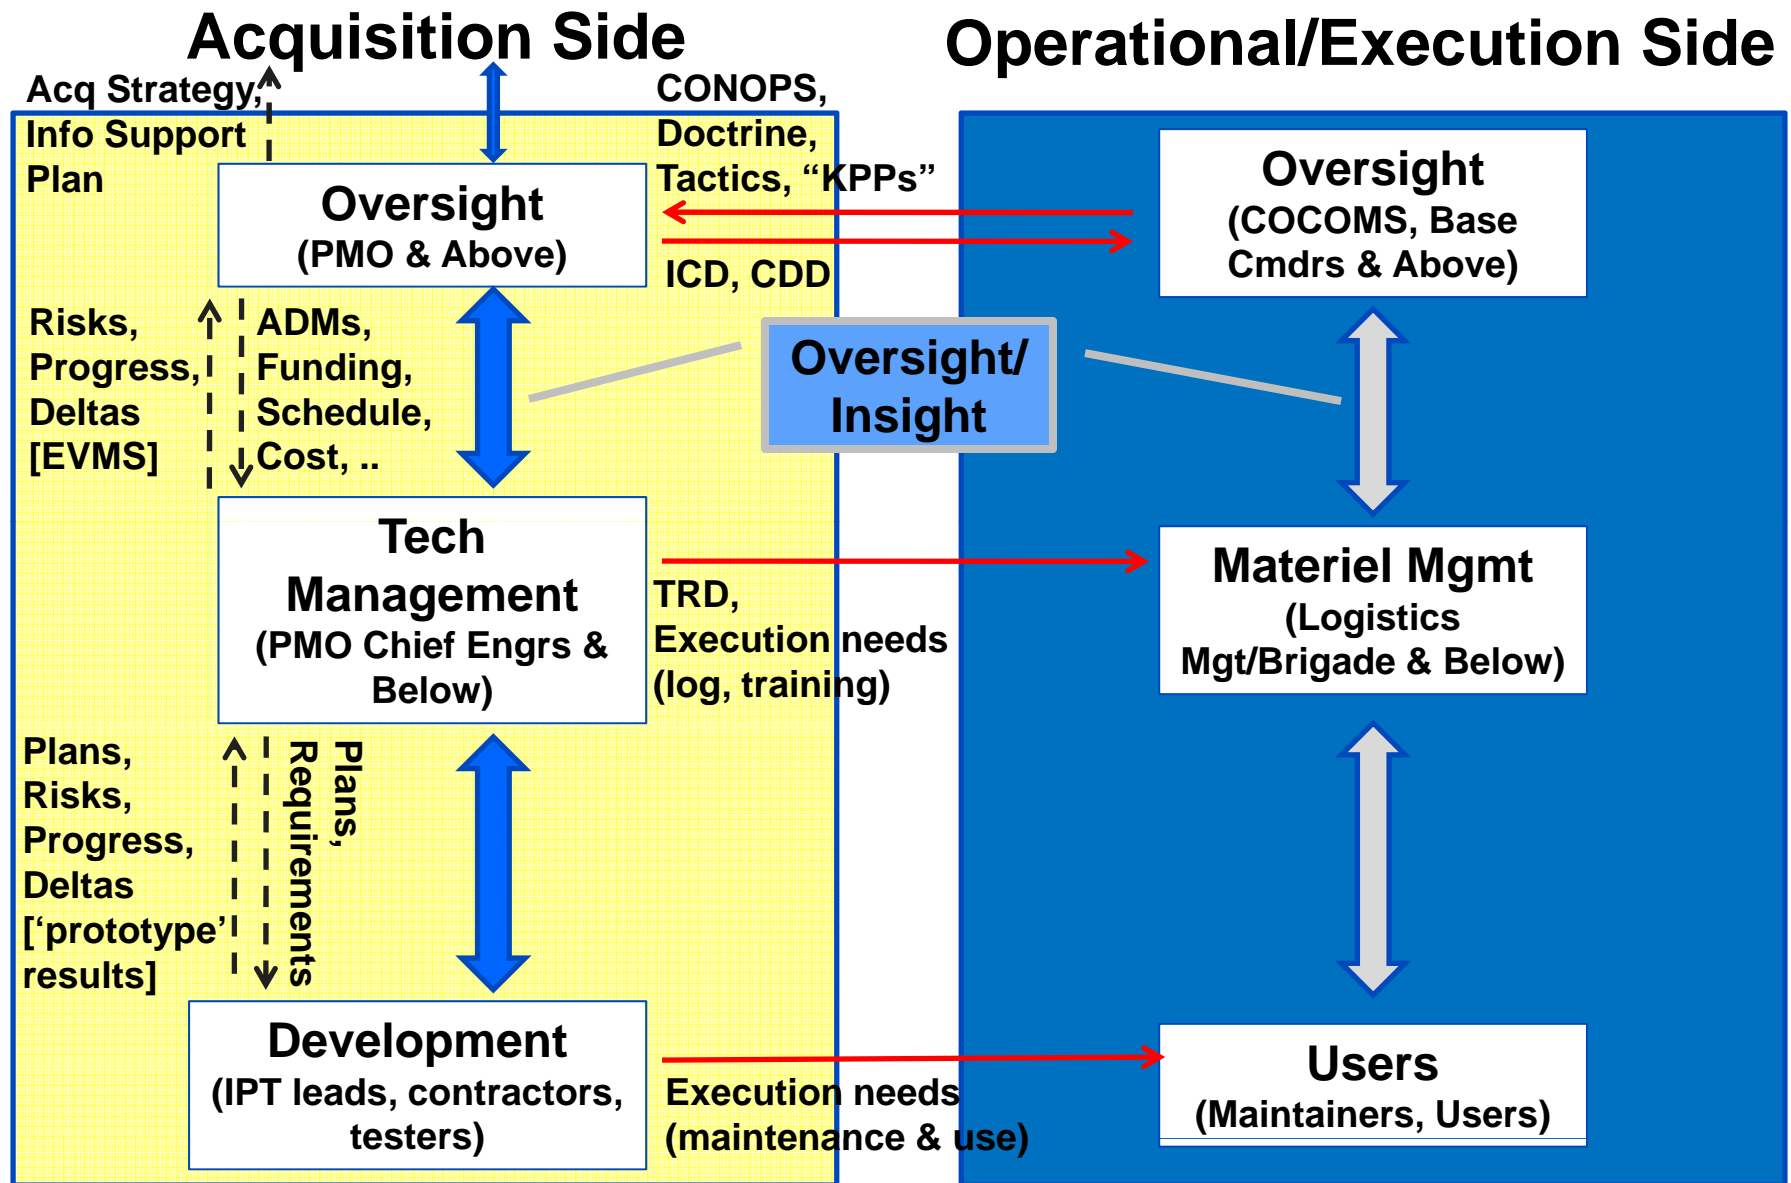 Acquisition Side
Operational/Execution Side
Acq Strategy,
Info Support
Plan
CONOPS,
Doctrine,
Tactics, “KPPs”
Oversight
(PMO & Above)
ICD, CDD
Oversight
(COCOMS, Base
Cmdrs & Above)
Risks,
Progress,
Deltas
[EVMS]
ADMs,
Funding,
Schedule,
Cost, ..
Oversight/
Insight
Tech
Management
(PMO Chief Engrs &
Below)
TRD,
Execution needs
(log, training)
Materiel Mgmt
(Logistics
Mgt/Brigade & Below)
Plans,
Risks,
Progress,
Deltas
[‘prototype’
results]
Plans,
Requirements
Development
(IPT leads, contractors,
testers)
Execution needs
(maintenance & use)
Users
(Maintainers, Users)